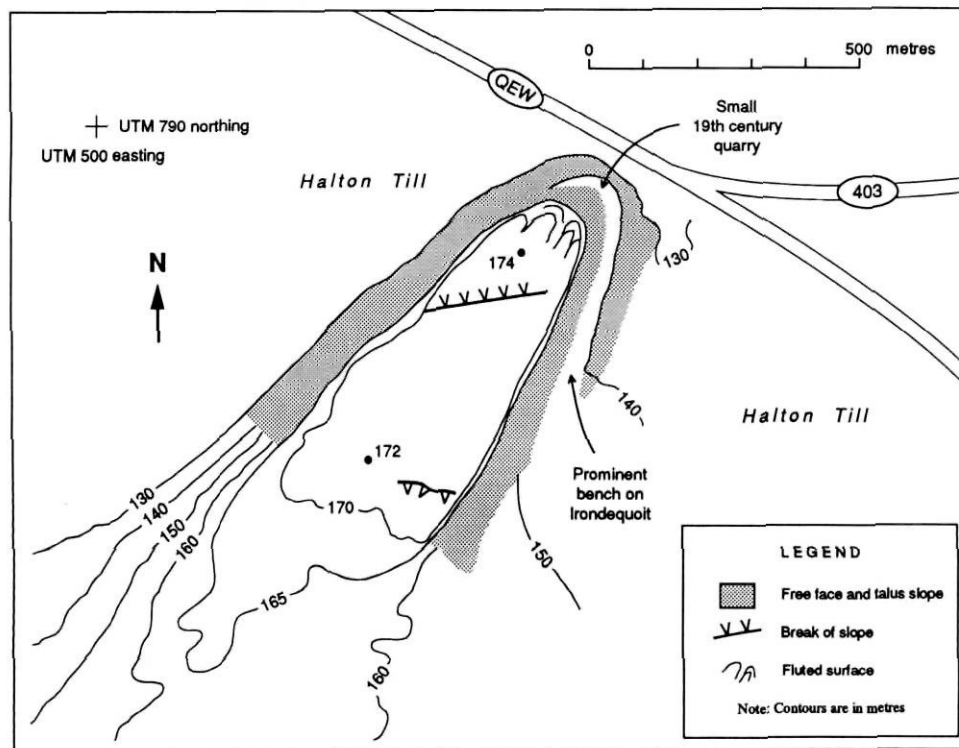 0
500
metres
QEW
Small
19th century
quarry
UTM 790 northing
UTM 500 easting
Halton Till
403
130
N
174
140
Halton Till
172
Prominent
bench on
Irondequoit
170
130
140
150
160
150
165
160
LEGEND
Free face and talus slope
Break of slope
Fluted surface
Note: Contours are in metres